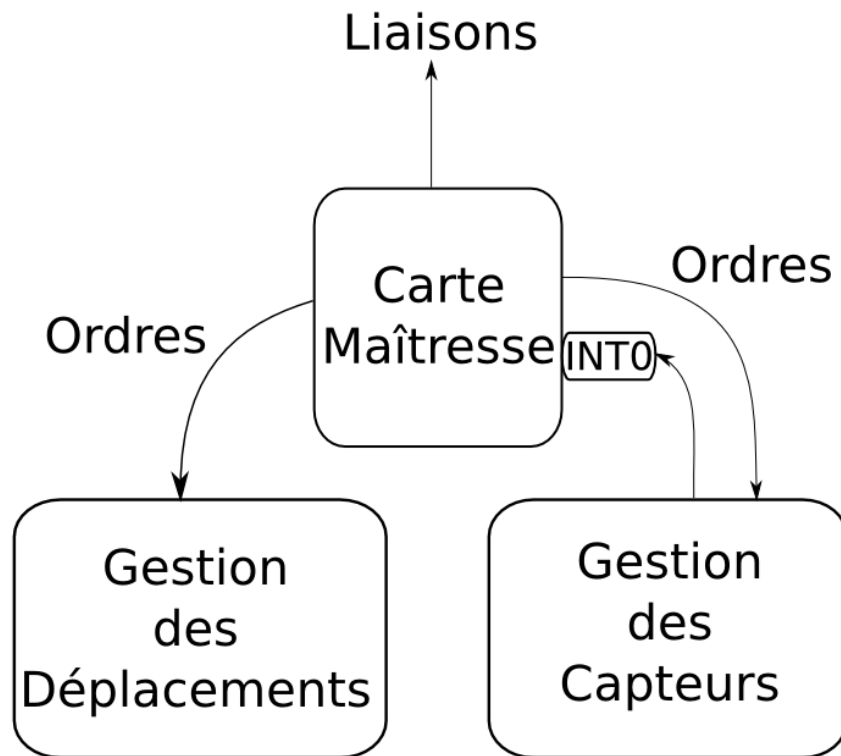 Liaisons
Ordres
Carte
Maîtresse
INT0
Ordres
Gestion
des
Déplacements
Gestion
des
Capteurs